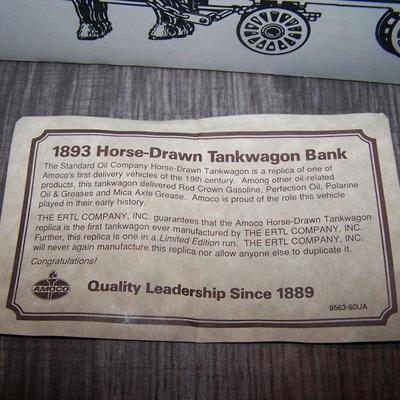 1893 Horse-Drawn Tankwagon Bank
The Standard Oil Company Horse-Drawn Tankwagon is a replica of one of
Amoco's first delivery vehicles of the 19th century. Among other oil-related
products, this tankwagon delivered Red Crown Gasoline, Perfection Oil, Polarine
Oil & Greases and Mica Axle Grease. Amoco is proud of the role this vehicle
played in their early history.
THE ERTL COMPANY, INC. guarantees that the Amoco Horse-Drawn Tankwagon
replica is the first tankwagon ever manufactured by THE ERTL COMPANY, INC.
Further, this replica is one in a Limited Edition run. THE ERTL COMPANY, INC.
will never again manufacture this replica nor allow anyone else to duplicate it.
Congratulations!
AMOCO
Quality Leadership Since 1889
9563-60UA